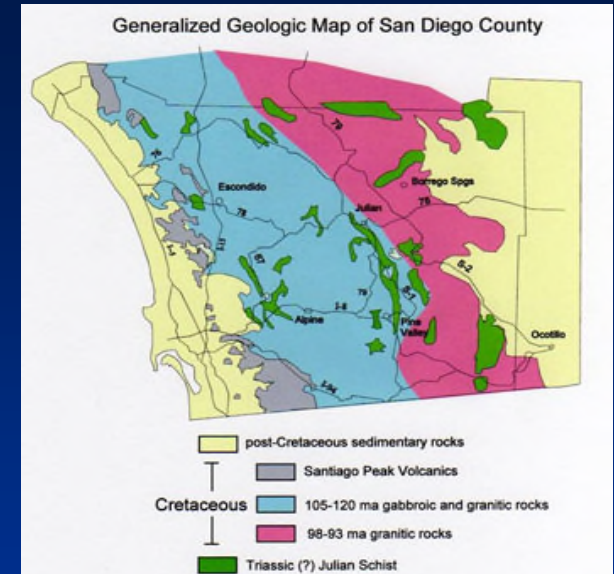 Generalized Geologic Map of San Diego County
79
76
Borrego Spgs
Escondido
78
78
Julian
I-5
I-15
67
S-2
79
S-1
I-8
Alpine
Pine
Valley
Ocotillo
post-Cretaceous sedimentary rocks
Santiago Peak Volcanics
Cretaceous
105-120 ma gabbroic and granitic rocks
98-93 ma granitic rocks
Triassic (?) Julian Schist